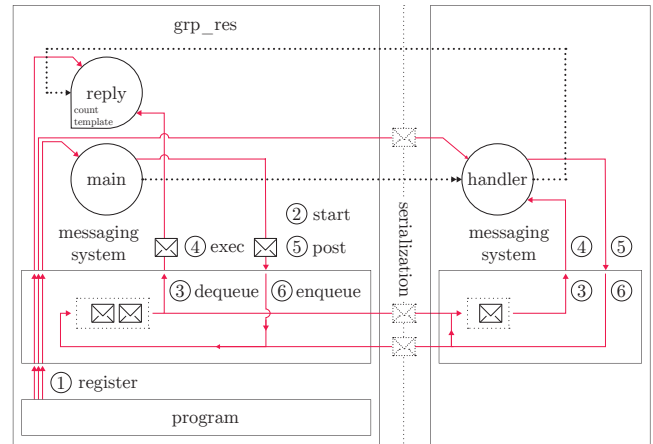 grp_res
reply
count
template
main
handler
② start
messaging
system
④ exec
⑤ post
serialization
messaging
system
④
⑤
③ dequeue
⑥ enqueue
③
⑥
① register
program